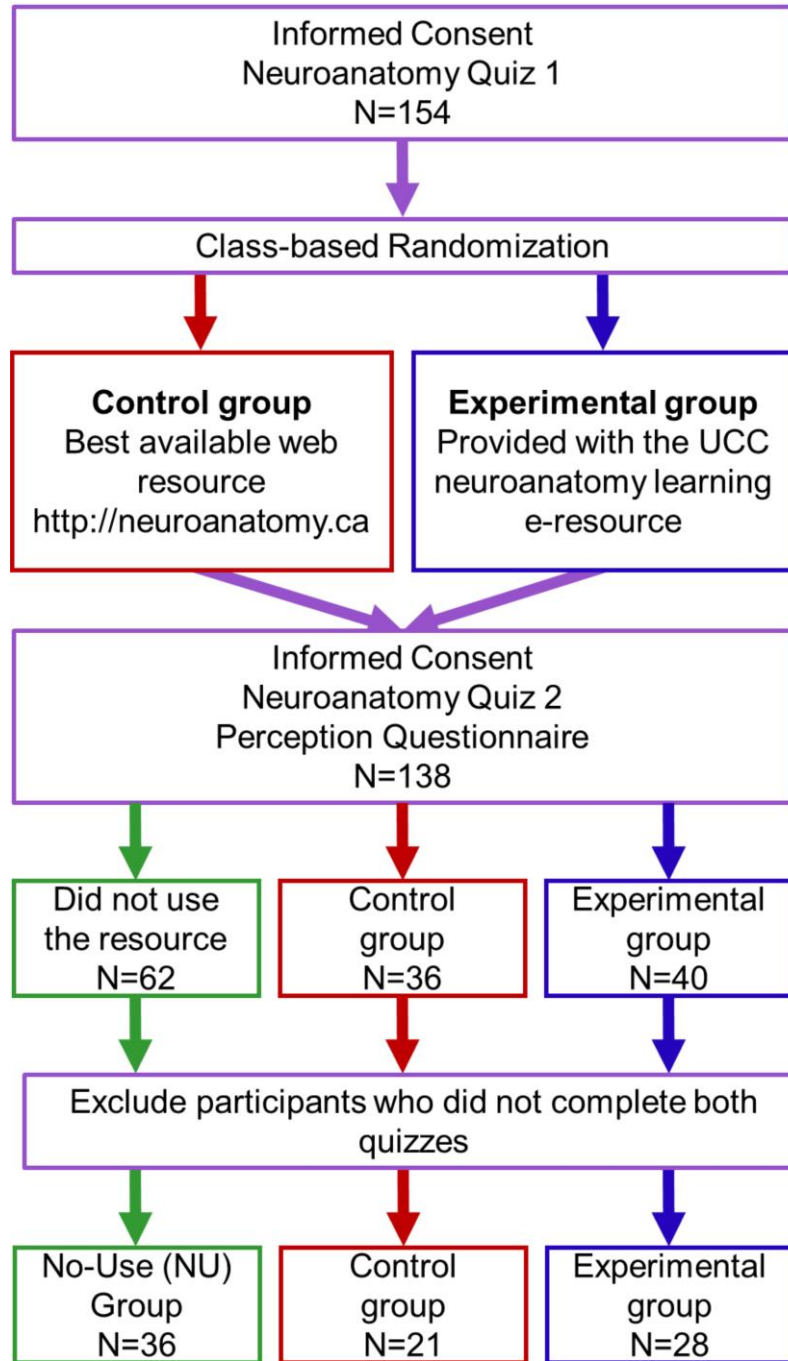 Informed Consent
Neuroanatomy Quiz 1
N=154
Class-based Randomization
Control group
Best available web
resource
http://neuroanatomy.ca
Experimental group
Provided with the UCC
neuroanatomy learning
e-resource
Informed Consent
Neuroanatomy Quiz 2
Perception Questionnaire
N=138
Did not use
the resource
N=62
Control
group
N=36
Experimental
group
N=40
Exclude participants who did not complete both
quizzes
No-Use (NU)
Group
N=36
Control
group
N=21
Experimental
group
N=28